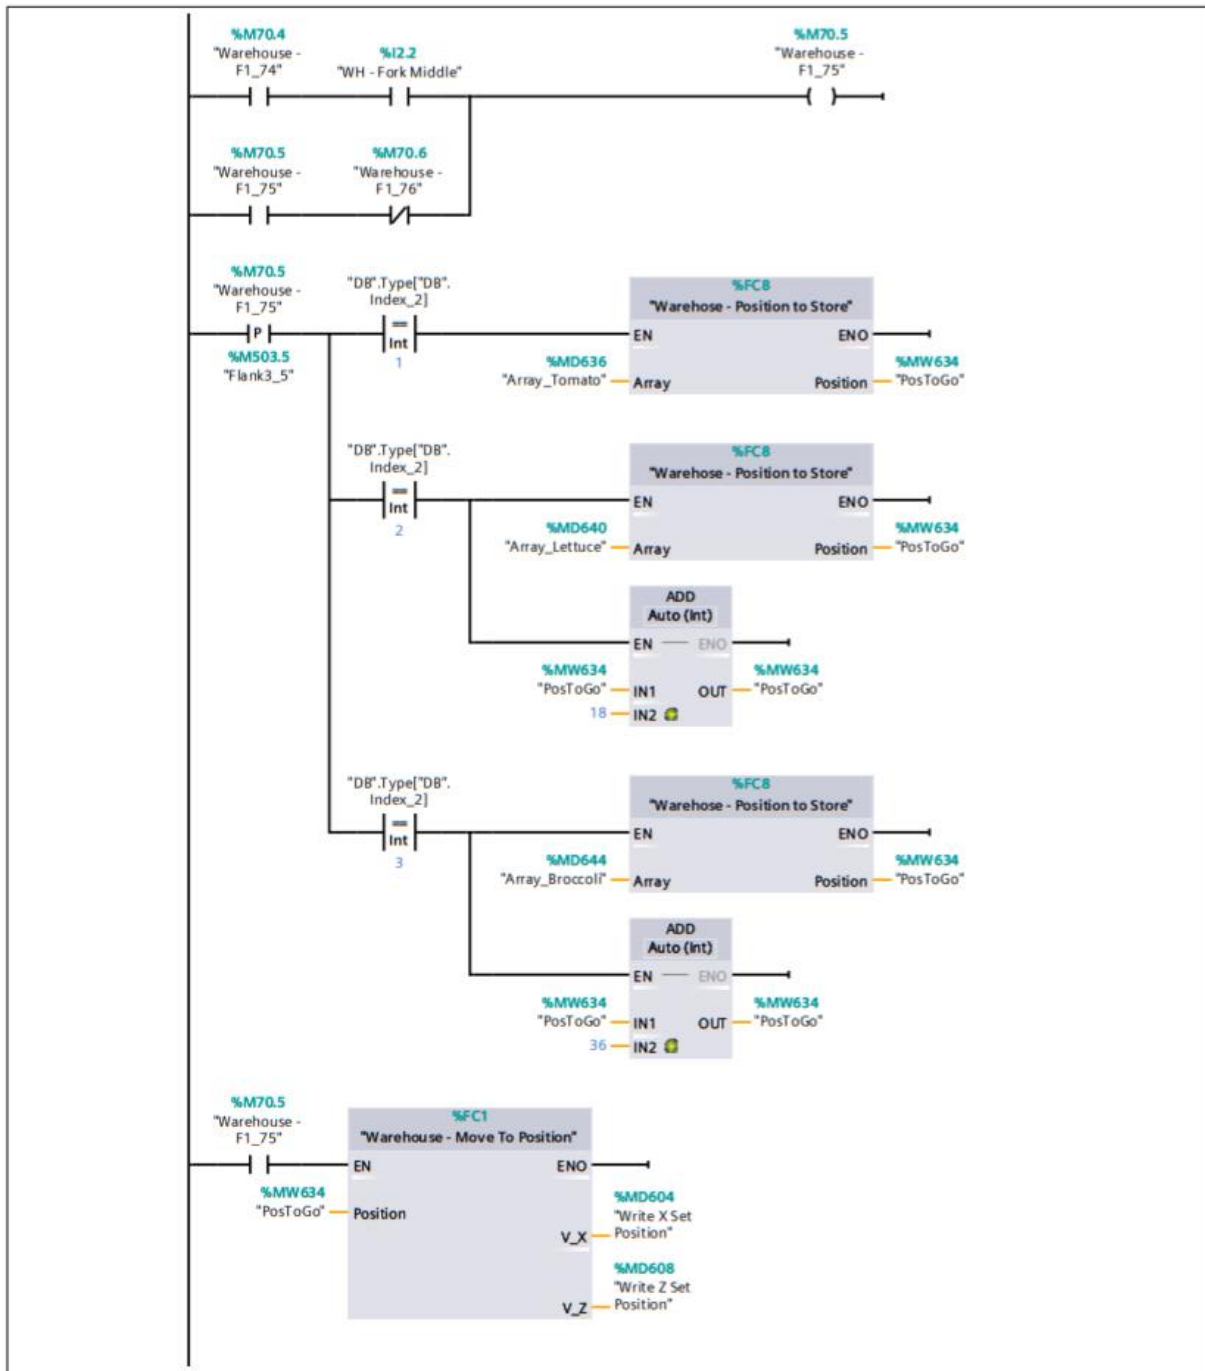 %M70.4
"Warehouse -
F1_74"
%I2.2
"WH - Fork Middle"
%M70.5
"Warehouse -
F1_75"
%M70.5
"Warehouse -
F1_75"
%M70.6
"Warehouse -
F1_76"
%M70.5
"Warehouse -
F1_75"
P
%M503.5
"Flank3_5"
"DB".Type["DB".
Index_2]
==
Int
1
%FC8
"Warehose - Position to Store"
EN
ENO
%MD636
"Array_Tomato"
Array
Position
%MW634
"PosToGo"
"DB".Type["DB".
Index_2]
==
Int
2
%FC8
"Warehose - Position to Store"
EN
ENO
%MD640
"Array_Lettuce"
Array
Position
%MW634
"PosToGo"
ADD
Auto (Int)
EN
ENO
%MW634
"PosToGo"
IN1
18
IN2
OUT
%MW634
"PosToGo"
"DB".Type["DB".
Index_2]
==
Int
3
%FC8
"Warehose - Position to Store"
EN
ENO
%MD644
"Array_Broccoli"
Array
Position
%MW634
"PosToGo"
ADD
Auto (Int)
EN
ENO
%MW634
"PosToGo"
IN1
36
IN2
OUT
%MW634
"PosToGo"
%M70.5
"Warehouse -
F1_75"
%FC1
"Warehouse - Move To Position"
EN
ENO
%MW634
"PosToGo"
Position
V_X
%MD604
"Write X Set
Position"
V_Z
%MD608
"Write Z Set
Position"